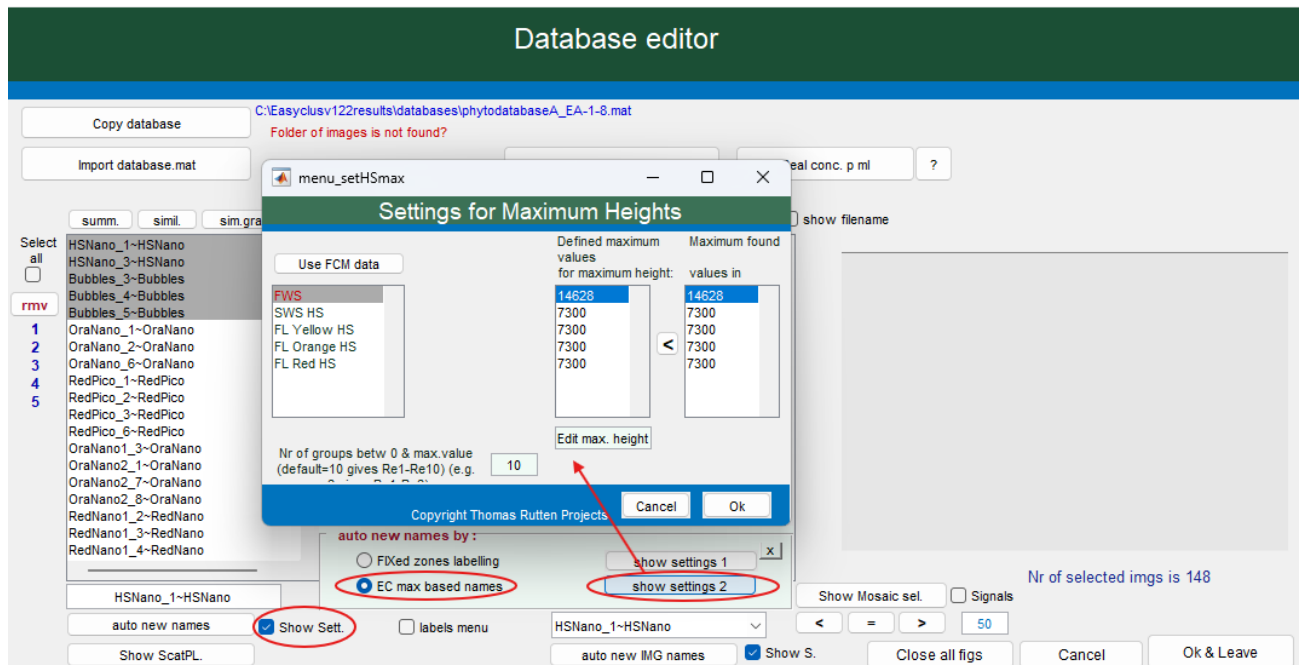 Database editor
Copy database
C:\Easyclusv122results\databases\phytodatabaseA_EA-1-8.mat
Folder of images is not found?
Import database.mat
eal conc. p ml
?
menu_setHSmax
Settings for Maximum Heights
summ.
simil.
sim.gra
show filename
Select
all
rmv
1
2
3
4
5
HSNano_1~HSNano
HSNano_3~HSNano
Bubbles_3~Bubbles
Bubbles_4~Bubbles
Bubbles_5~Bubbles
OraNano_1~OraNano
OraNano_2~OraNano
OraNano_6~OraNano
RedPico_1~RedPico
RedPico_2~RedPico
RedPico_3~RedPico
RedPico_6~RedPico
OraNano1_3~OraNano
OraNano2_1~OraNano
OraNano2_7~OraNano
OraNano2_8~OraNano
RedNano1_2~RedNano
RedNano1_3~RedNano
RedNano1_4~RedNano
Use FCM data
FWS
SWS HS
FL Yellow HS
FL Orange HS
FL Red HS
Defined maximum
values
for maximum height:
14628
7300
7300
7300
7300
<
Maximum found
values in
14628
7300
7300
7300
7300
Edit max. height
Nr of groups betw 0 & max.value
(default=10 gives Re1-Re10) (e.g.
10
Copyright Thomas Rutten Projects
Cancel
Ok
auto new names by :
x
FIXed zones labelling
show settings 1
EC max based names
show settings 2
Nr of selected imgs is 148
HSNano_1~HSNano
Show Mosaic sel.
Signals
auto new names
Show Sett.
labels menu
HSNano_1~HSNano
<
=
>
50
Show ScatPL.
auto new IMG names
Show S.
Close all figs
Cancel
Ok & Leave